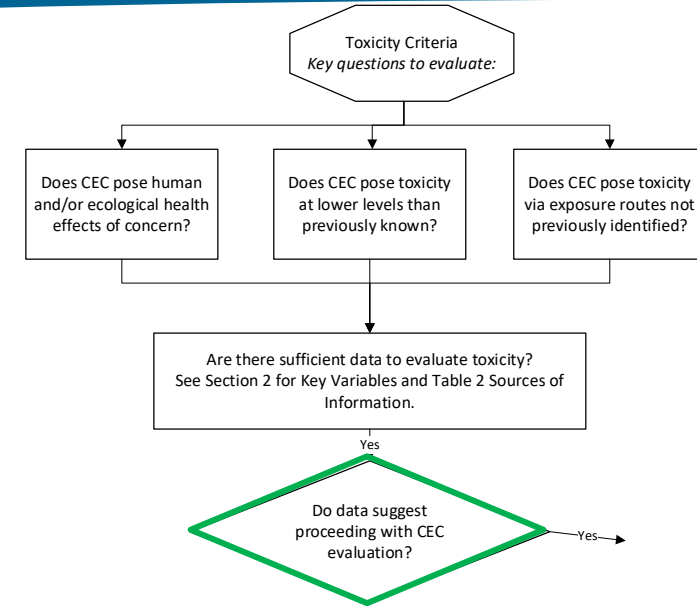 Toxicity Criteria
Key questions to evaluate:
Does CEC pose human
and/or ecological health
effects of concern?
Does CEC pose toxicity
at lower levels than
previously known?
Does CEC pose toxicity
via exposure routes not
previously identified?
Are there sufficient data to evaluate toxicity?
See Section 2 for Key Variables and Table 2 Sources of
Information.
Yes
Do data suggest
proceeding with CEC
evaluation?
Yes